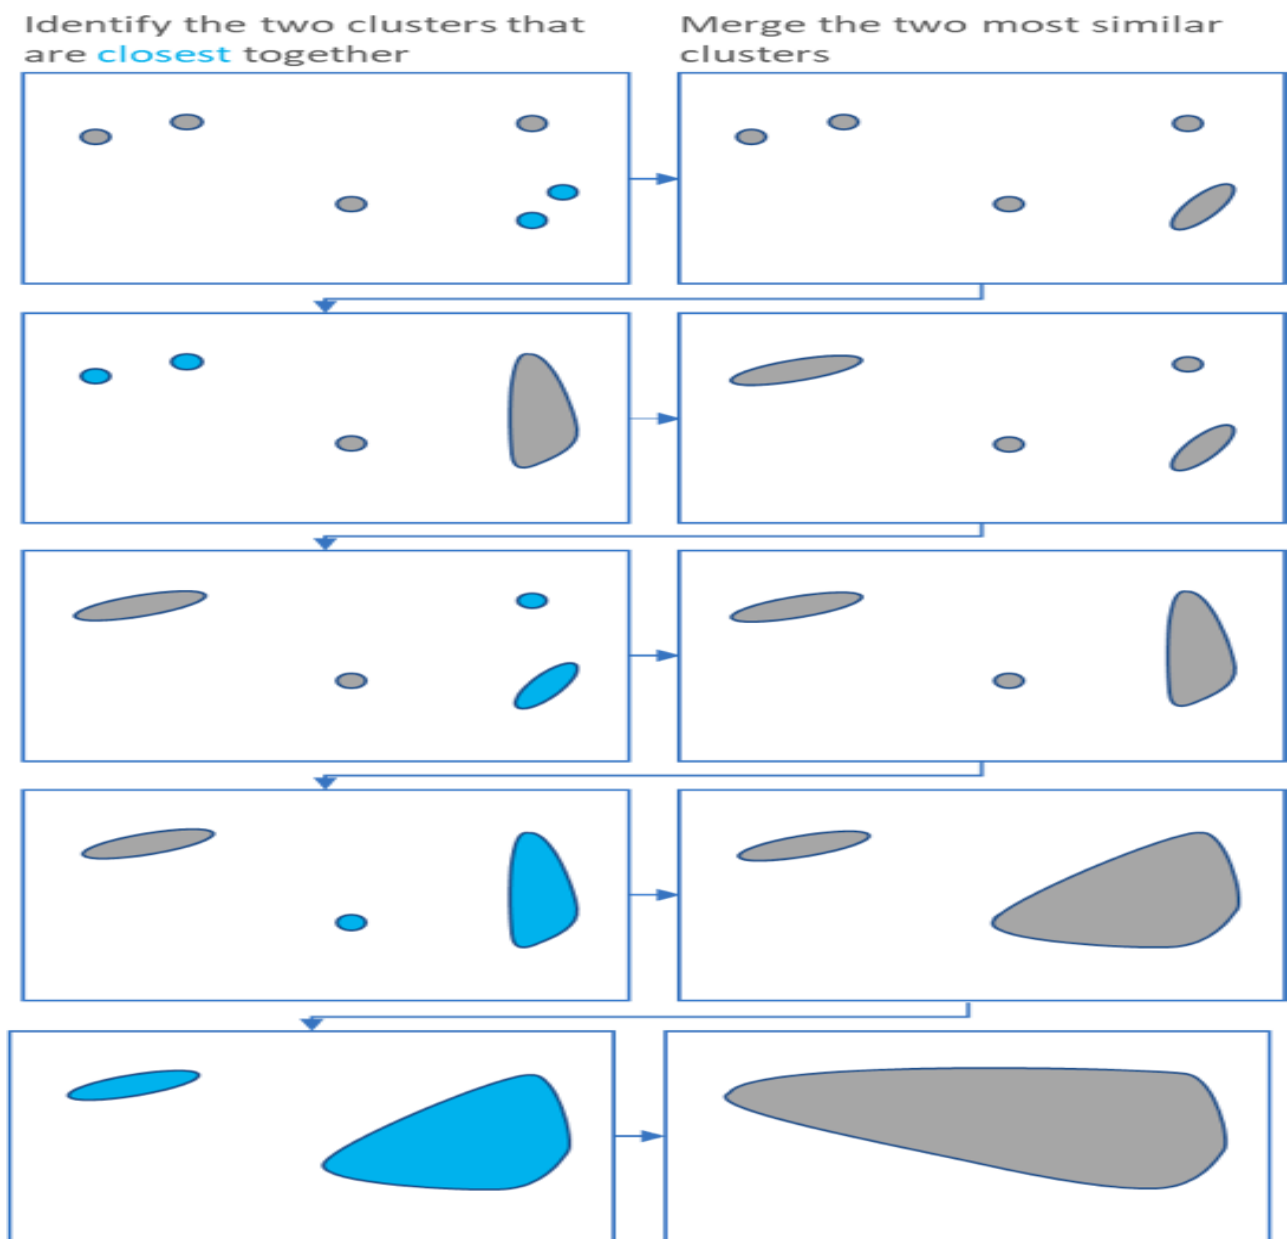 Identify the two clusters that
are closest together
Merge the two most similar
clusters